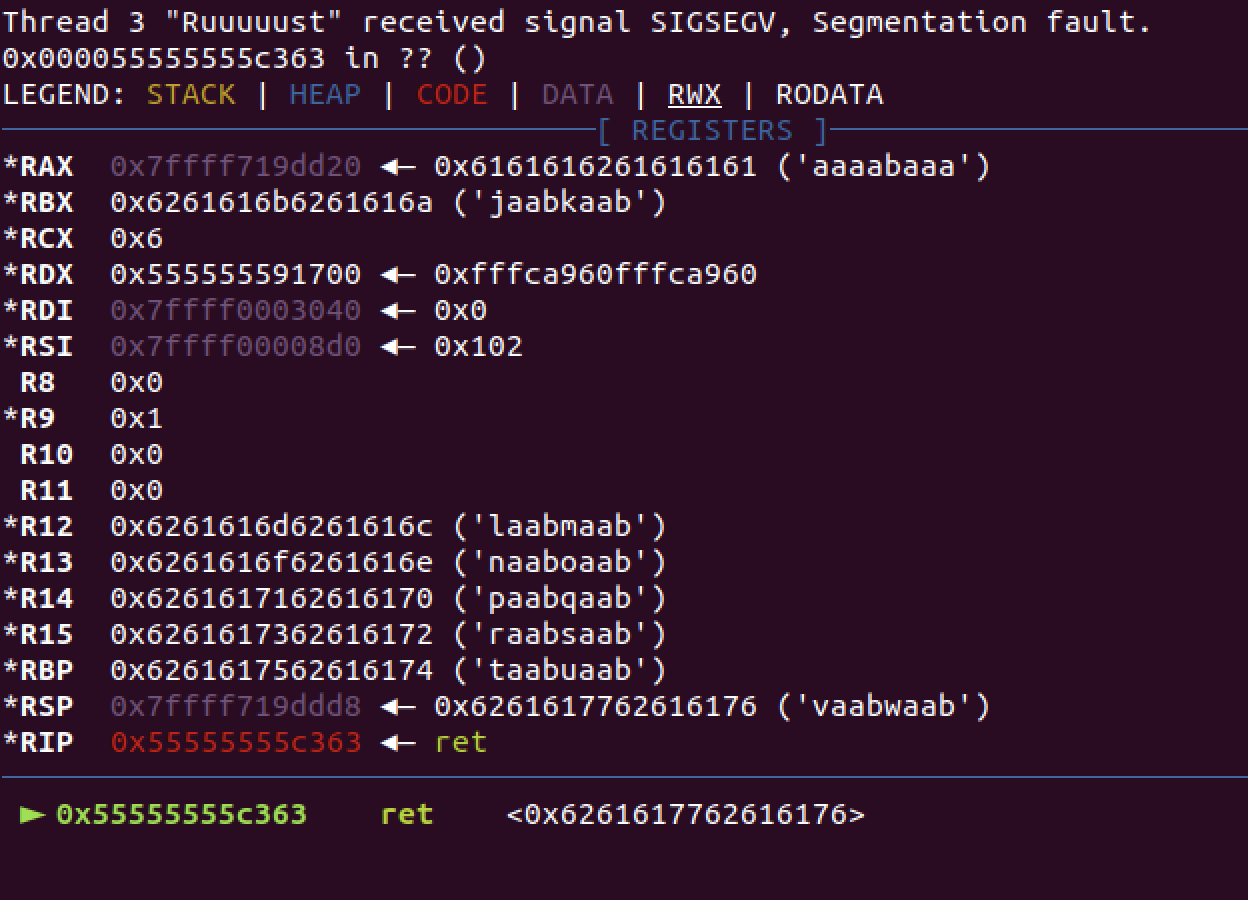 Thread 3 "Ruuuuust" received signal SIGSEGV, Segmentation fault.
0x000055555555c363 in ?? ()
LEGEND: STACK | HEAP | CODE | DATA | RWX | RODATA
[ REGISTERS ]
*RAX  0x7ffff719dd20 ◄— 0x6161616261616161 ('aaaabaaa')
*RBX  0x6261616b6261616a ('jaabkaab')
*RCX  0x6
*RDX  0x555555591700 ◄— 0xfffca960fffca960
*RDI  0x7ffff0003040 ◄— 0x0
*RSI  0x7ffff00008d0 ◄— 0x102
 R8   0x0
*R9   0x1
 R10  0x0
 R11  0x0
*R12  0x6261616d6261616c ('laabmaab')
*R13  0x6261616f6261616e ('naaboaab')
*R14  0x6261617162616170 ('paabqaab')
*R15  0x6261617362616172 ('raabsaab')
*RBP  0x6261617562616174 ('taabuaab')
*RSP  0x7ffff719ddd8 ◄— 0x6261617762616176 ('vaabwaab')
*RIP  0x55555555c363 ◄— ret
 ► 0x55555555c363    ret    <0x6261617762616176>